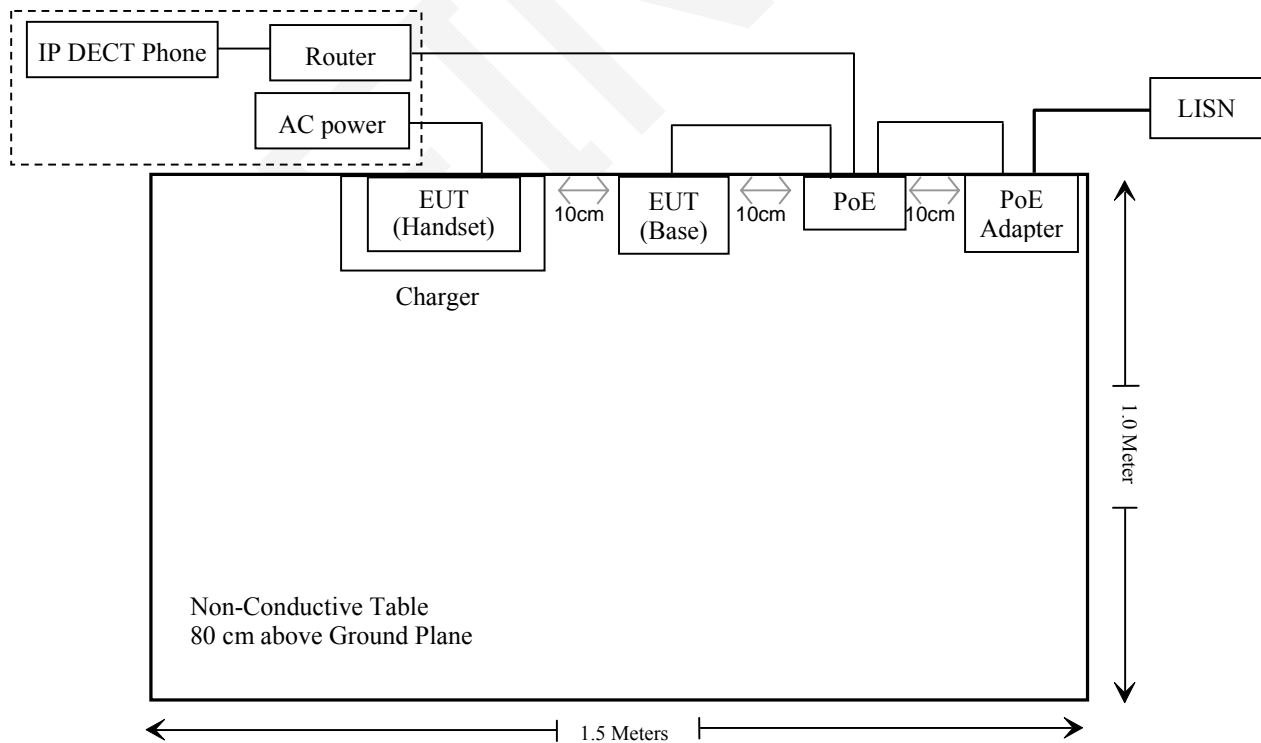 IP DECT Phone
Router
AC power
LISN
EUT
(Handset)
10cm
EUT
(Base)
10cm
PoE
10cm
PoE
Adapter
Charger
1.0 Meter
Non-Conductive Table
80 cm above Ground Plane
1.5 Meters